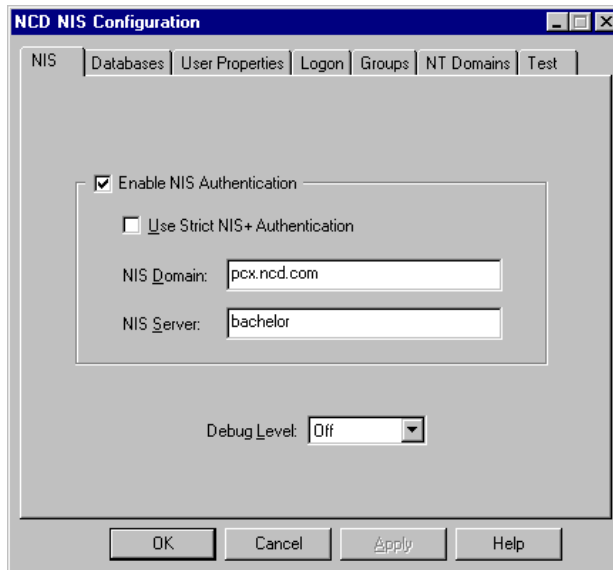 NCD NIS Configuration
NIS Databases User Properties Logon Groups NT Domains Test
Enable NIS Authentication
Use Strict NIS+ Authentication
NIS Domain: pcx.ncd.com
NIS Server: bachelor
Debug Level: Off
OK Cancel Apply Help